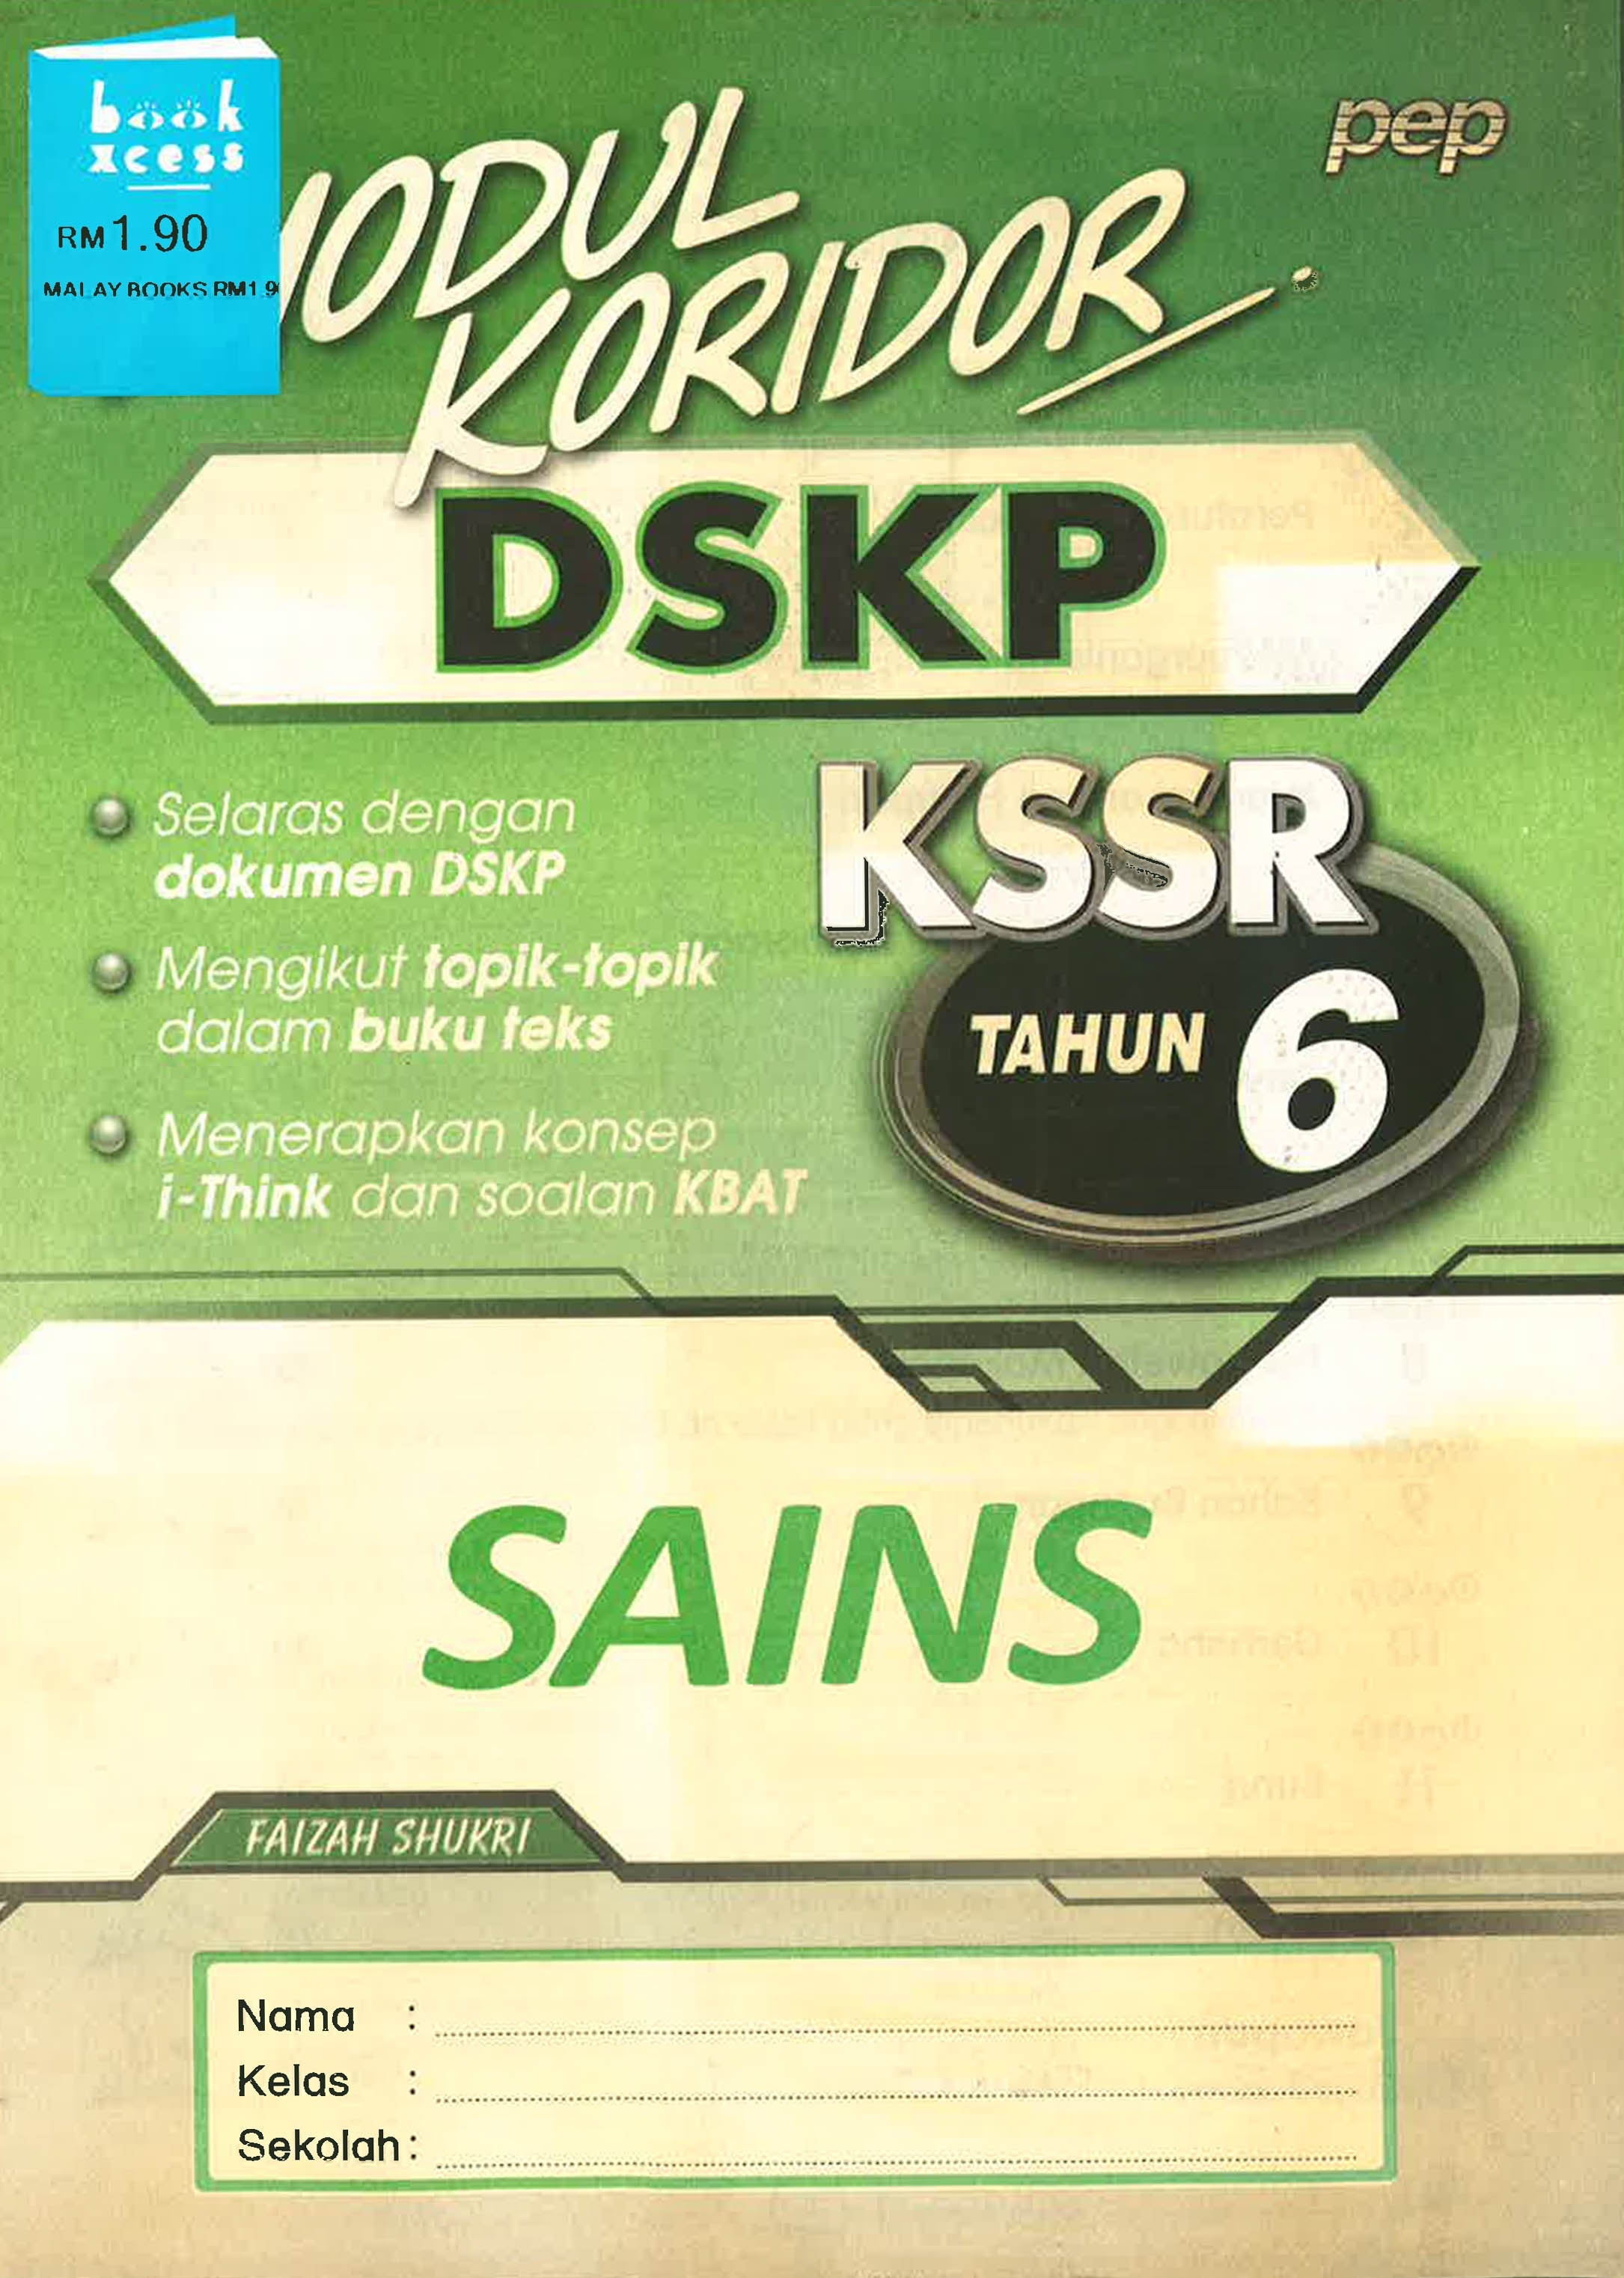 book
xcess
RM1.90
MALAY BOOKS RM1.9
pep
MODUL
KORIDOR
DSKP
KSSR
TAHUN 6
Selaras dengan
dokumen DSKP
Mengikut topik-topik
dalam buku teks
Menerapkan konsep
i-Think dan soalan KBAT
SAINS
FAIZAH SHUKRI
Nama :
Kelas :
Sekolah :